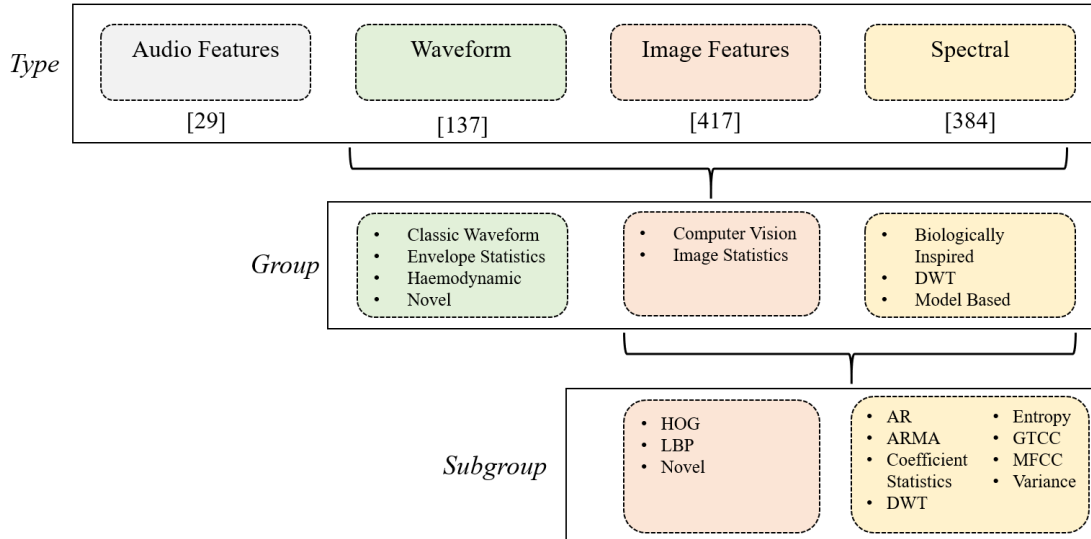 Type
Audio Features
Waveform
Image Features
Spectral
[29]
[137]
[417]
[384]
Group
• Classic Waveform
• Envelope Statistics
• Haemodynamic
• Novel
• Computer Vision
• Image Statistics
• Biologically
Inspired
• DWT
• Model Based
Subgroup
• HOG
• LBP
• Novel
• AR
• ARMA
• Coefficient
Statistics
• DWT
• Entropy
• GTCC
• MFCC
• Variance